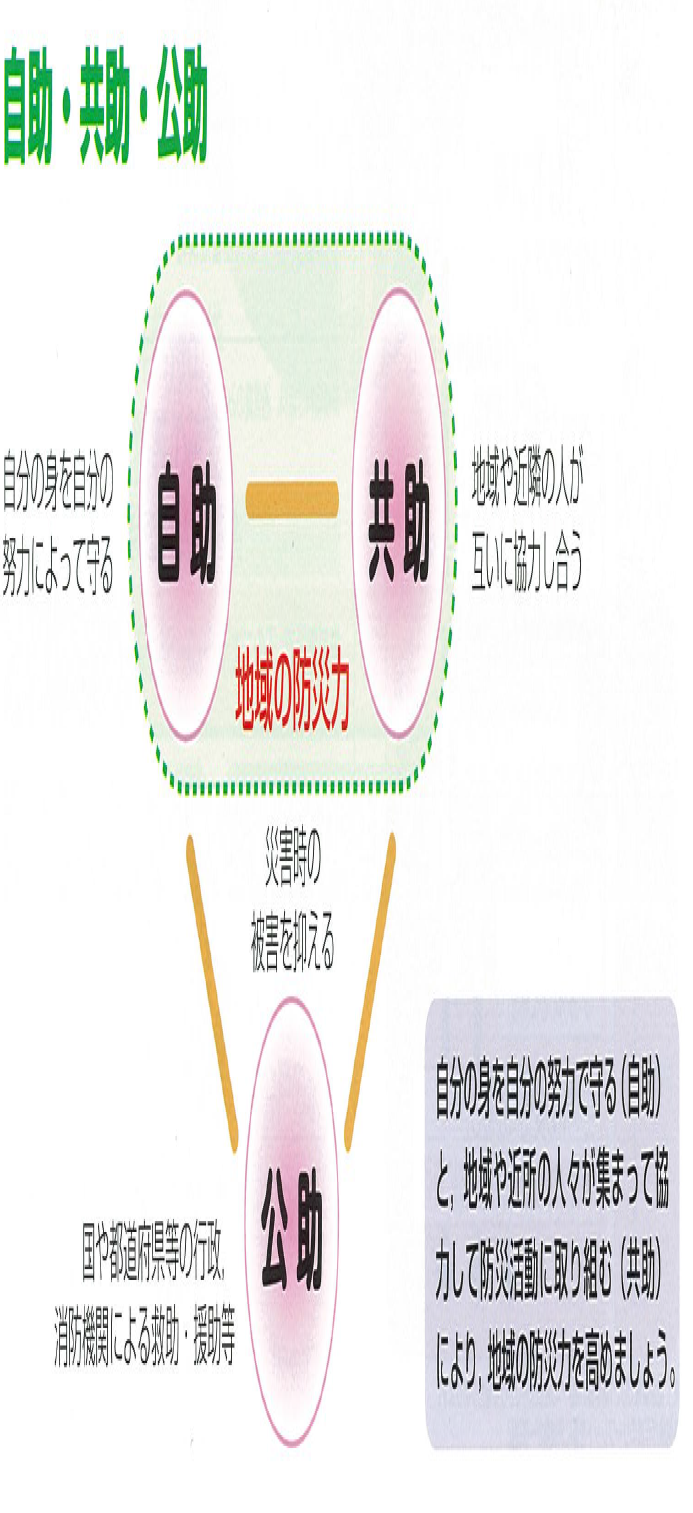 自助・共助・公助
自分の身を自分の
努力によって守る
自助
共助
地域や近隣の人が
互いに協力し合う
地域の防災力
災害時の
被害を抑える
公助
国や都道府県等の行政,
消防機関による救助・援助等
自分の身を自分の努力で守る(自助)
と,地域や近所の人々が集まって協
力して防災活動に取り組む(共助)
により,地域の防災力を高めましょう。